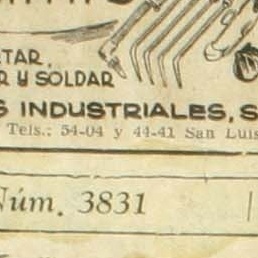 TAR,
R Y SOLDAR
S INDUSTRIALES, S
Tels.: 54-04 y 44-41 San Luis
Núm. 3831